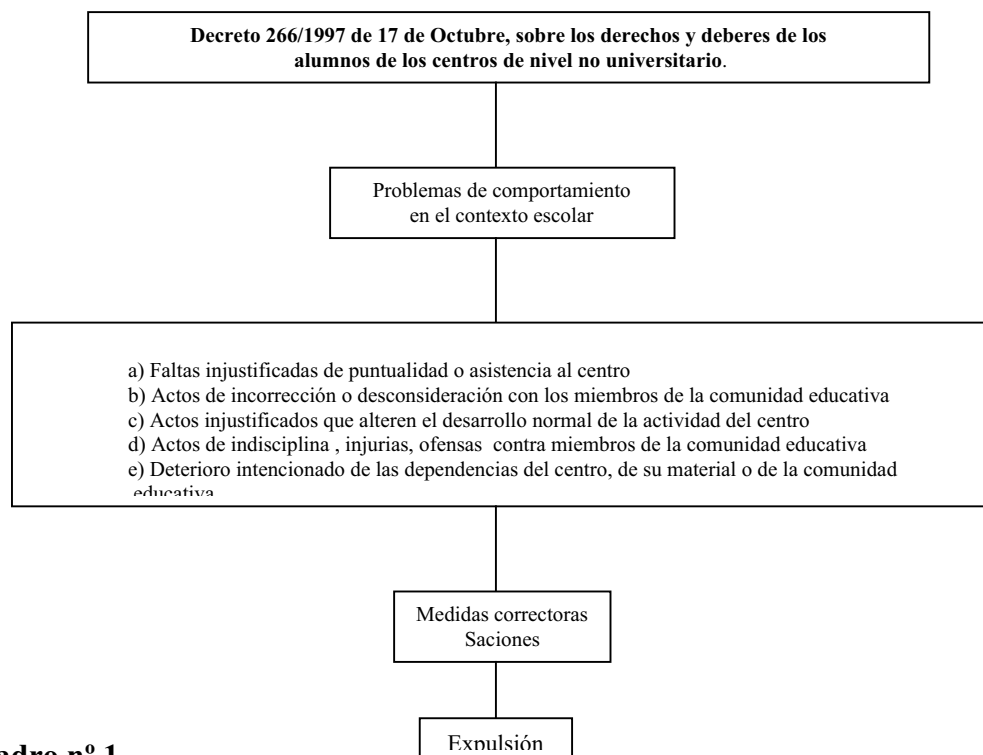 Decreto 266/1997 de 17 de Octubre, sobre los derechos y deberes de los
alumnos de los centros de nivel no universitario.
Problemas de comportamiento
en el contexto escolar
a) Faltas injustificadas de puntualidad o asistencia al centro
b) Actos de incorrección o desconsideración con los miembros de la comunidad educativa
c) Actos injustificados que alteren el desarrollo normal de la actividad del centro
d) Actos de indisciplina , injurias, ofensas contra miembros de la comunidad educativa
e) Deterioro intencionado de las dependencias del centro, de su material o de la comunidad
educativa
Medidas correctoras
Saciones
Expulsión
adro nº 1